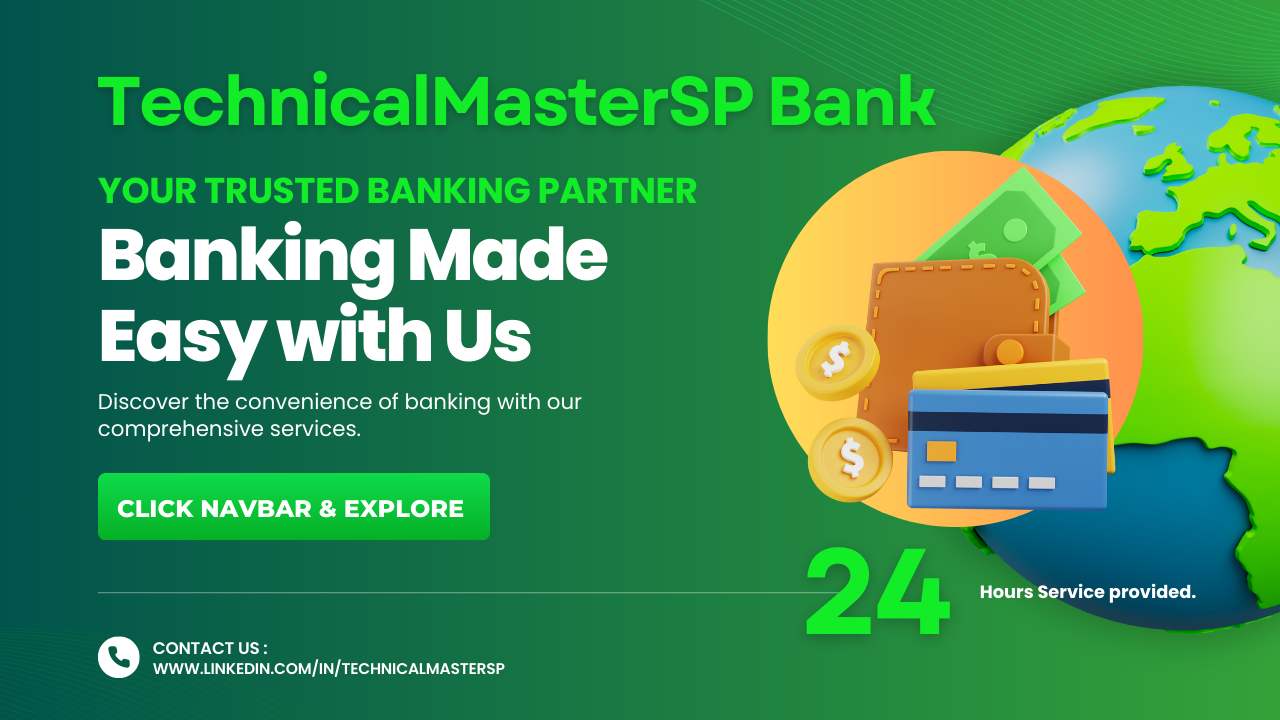 TechnicalMasterSP Bank
YOUR TRUSTED BANKING PARTNER
Banking Made
Easy with Us
Discover the convenience of banking with our
comprehensive services.
CLICK NAVBAR & EXPLORE
$
$
$
24
Hours Service provided.
CONTACT US :
WWW.LINKEDIN.COM/IN/TECHNICALMASTERSP